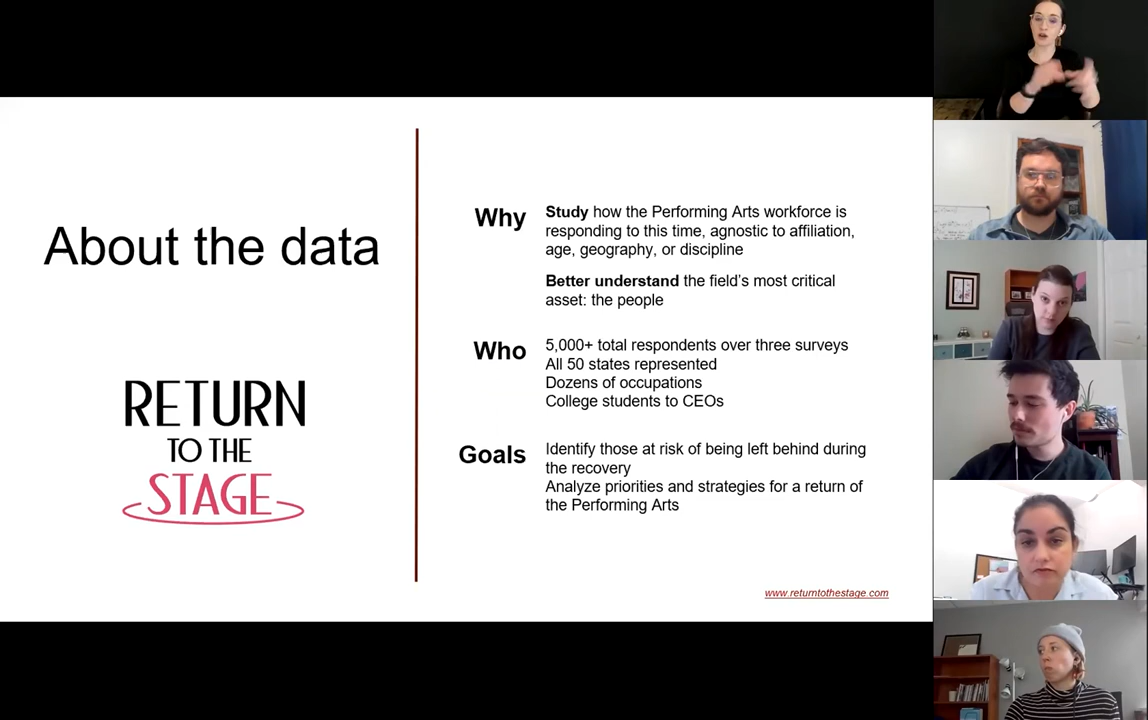 About the data
RETURN
TO THE
STAGE
Why
Study how the Performing Arts workforce is
responding to this time, agnostic to affiliation,
age, geography, or discipline
Better understand the field's most critical
asset: the people
Who
5,000+ total respondents over three surveys
All 50 states represented
Dozens of occupations
College students to CEOs
Goals
Identify those at risk of being left behind during
the recovery
Analyze priorities and strategies for a return of
the Performing Arts
www.returntothestage.com